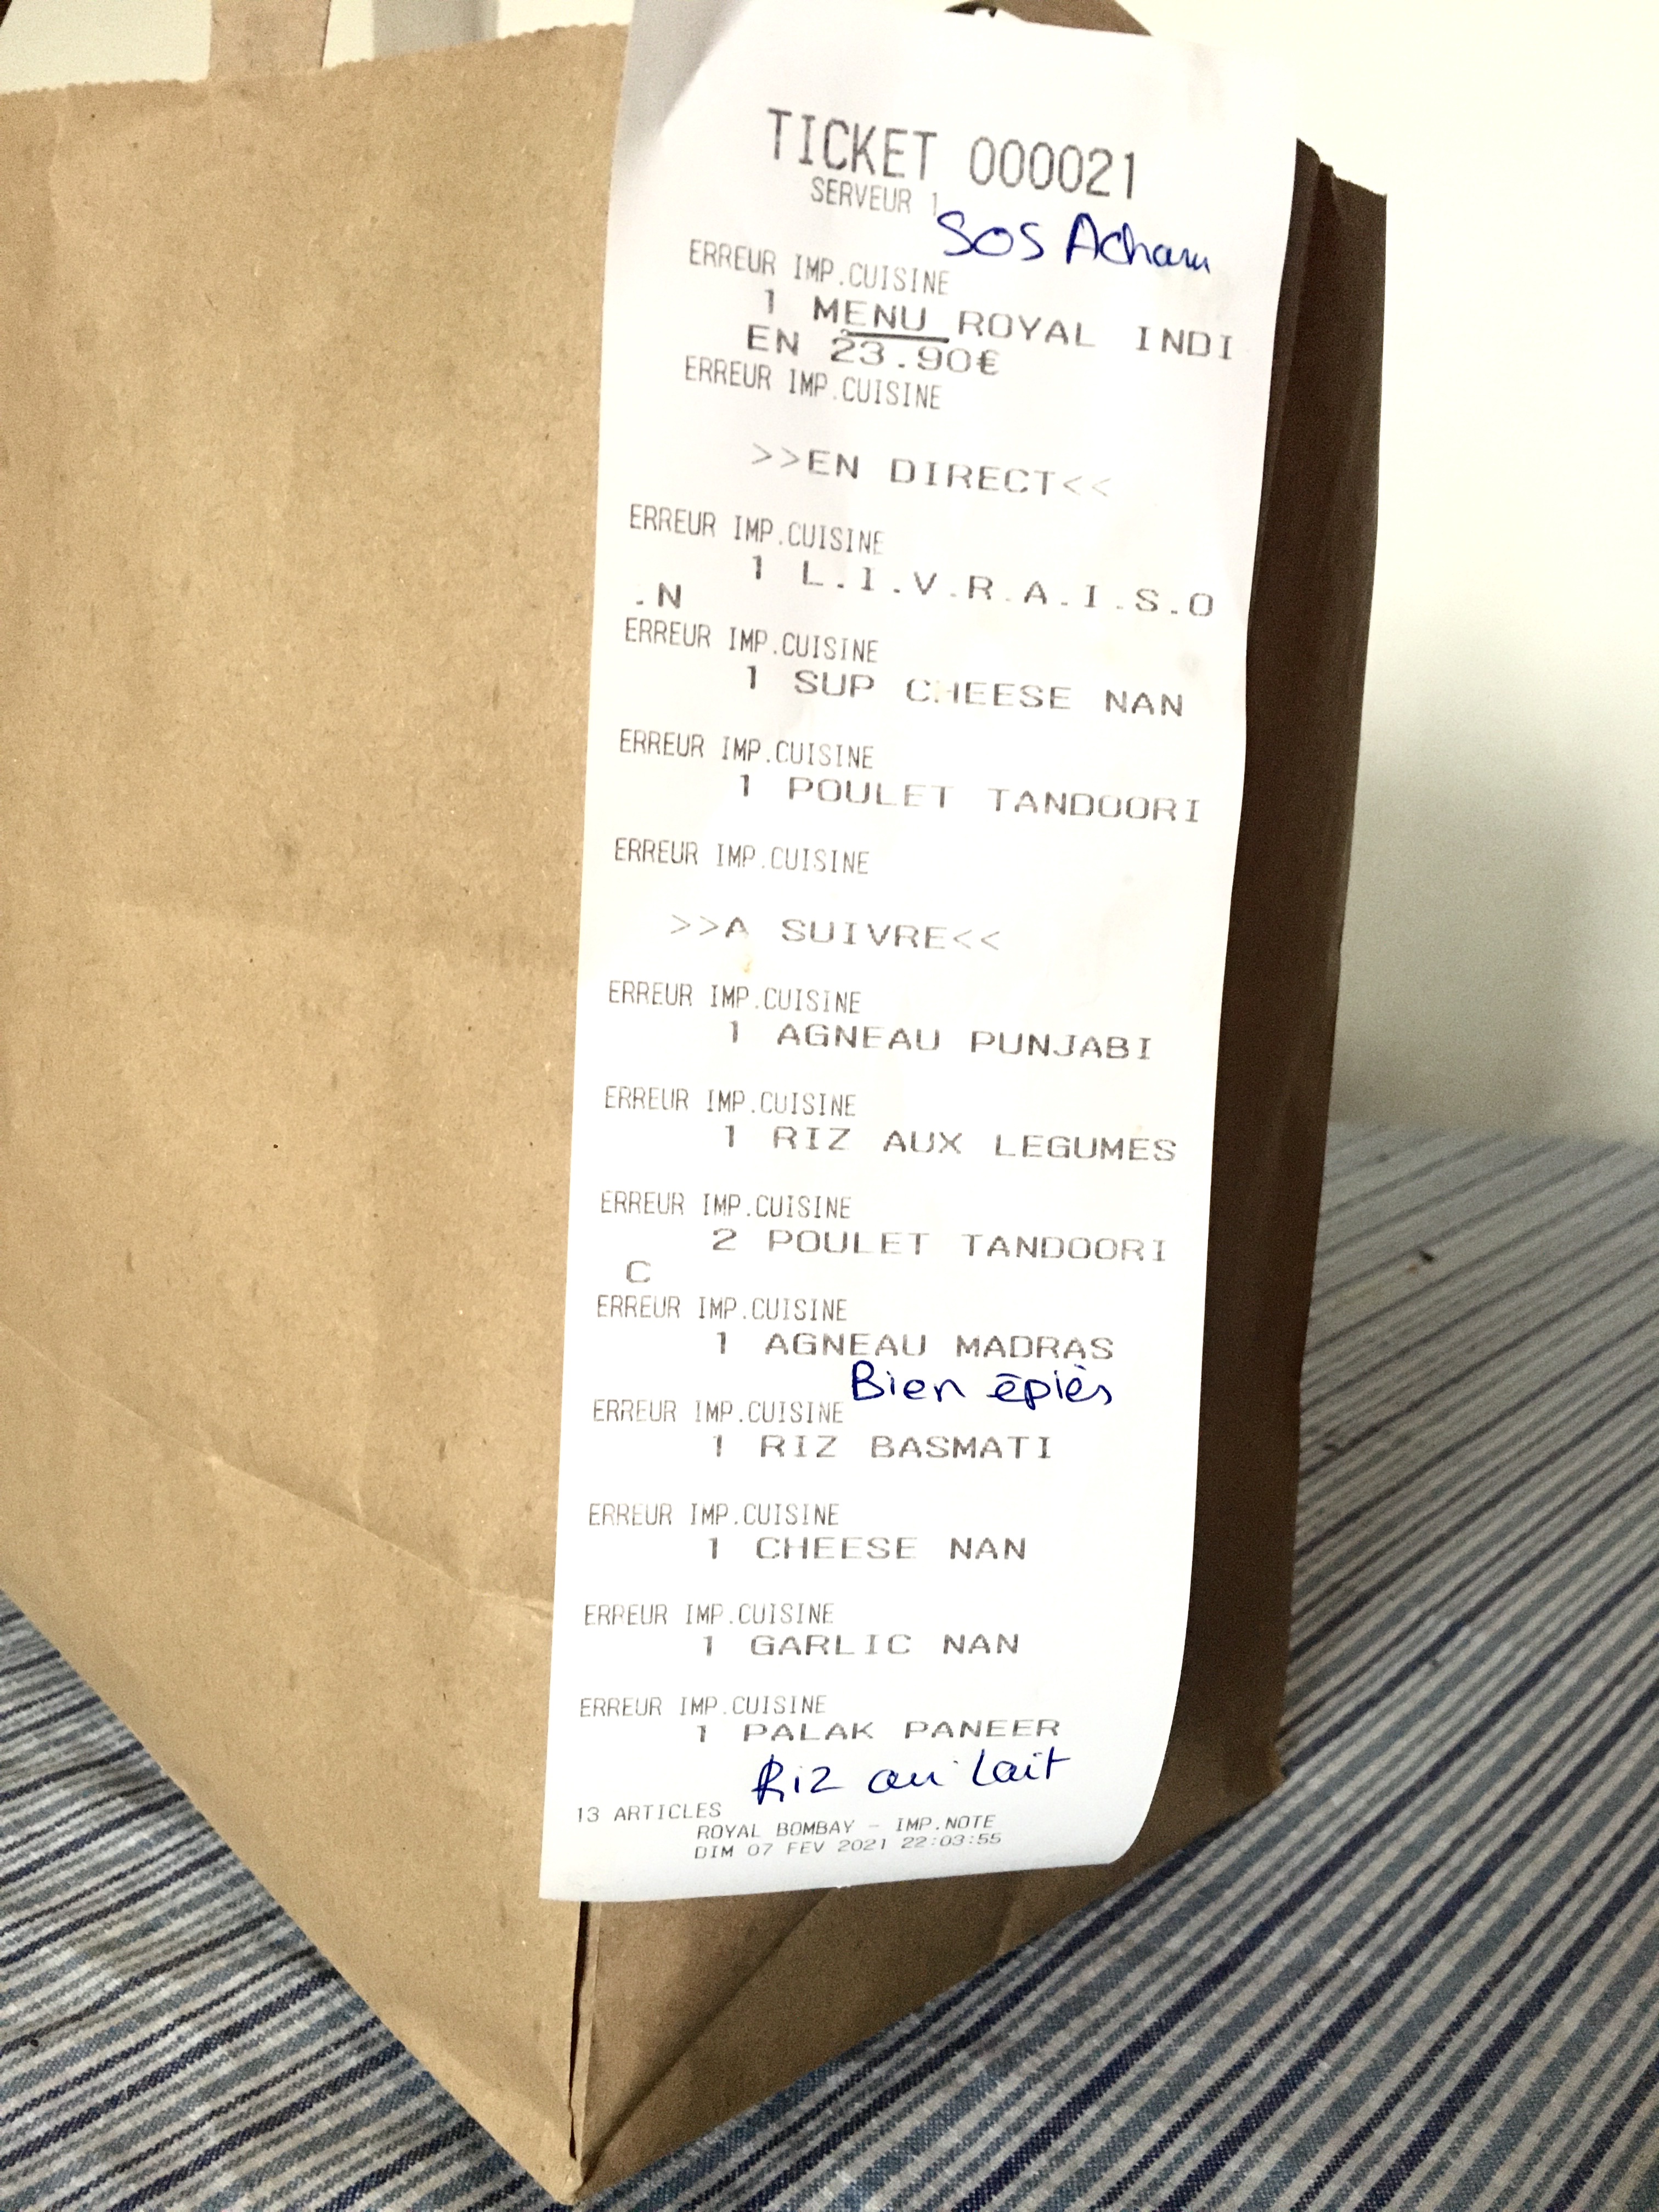 TICKET 000021
SERVEUR 1
SOS Acham
ERREUR IMP.CUISINE
1 MENU ROYAL INDI
EN 23.90€
ERREUR IMP.CUISINE
>>EN DIRECT<<
ERREUR IMP.CUISINE
1 L.I.V.R.A.I.S.O
.N
ERREUR IMP.CUISINE
1 SUP CHEESE NAN
ERREUR IMP.CUISINE
1 POULET TANDOORI
ERREUR IMP.CUISINE
>>A SUIVRE<<
ERREUR IMP.CUISINE
1 AGNEAU PUNJABI
ERREUR IMP.CUISINE
1 RIZ AUX LEGUMES
ERREUR IMP.CUISINE
2 POULET TANDOORI
C
ERREUR IMP.CUISINE
1 AGNEAU MADRAS
Bien épiès
ERREUR IMP.CUISINE
1 RIZ BASMATI
ERREUR IMP.CUISINE
1 CHEESE NAN
ERREUR IMP.CUISINE
1 GARLIC NAN
ERREUR IMP.CUISINE
1 PALAK PANEER
Riz au lait
13 ARTICLES
ROYAL BOMBAY - IMP.NOTE
DIM 07 FEV 2021 22:03:55